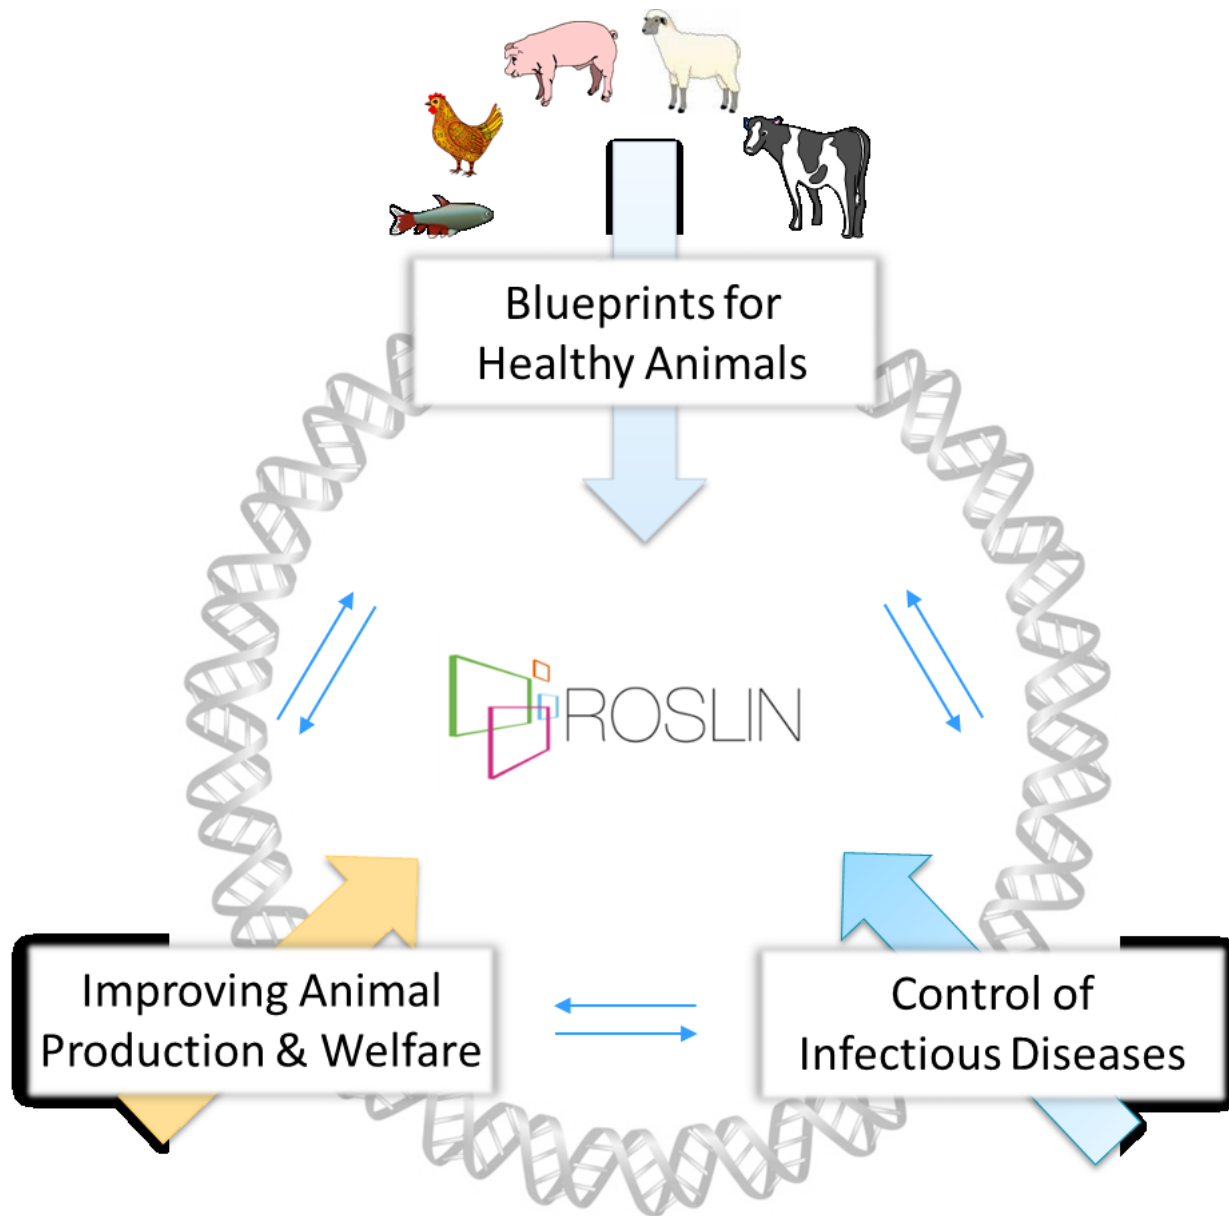 Blueprints for
Healthy Animals
ROSLIN
Improving Animal
Production & Welfare
Control of
Infectious Diseases